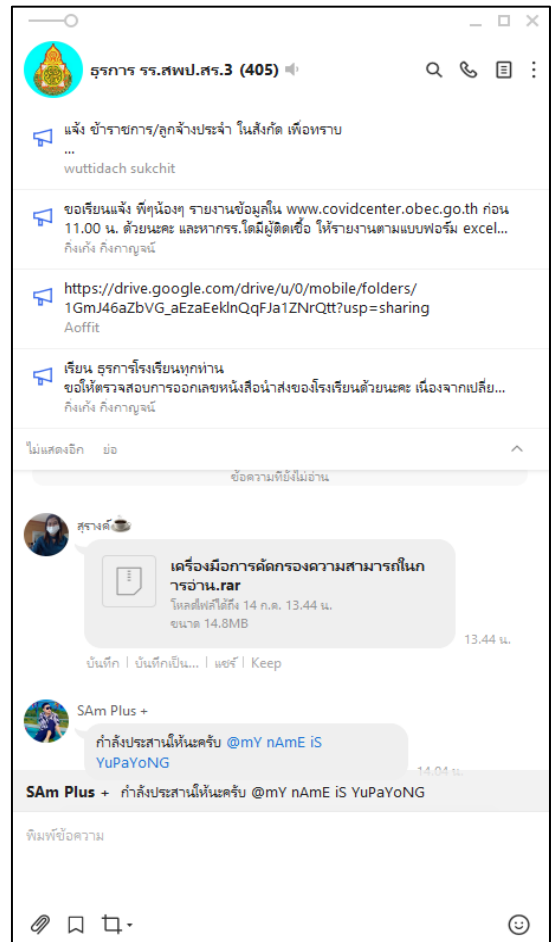 ธุรการ รร.สพป.สร.3 (405)
แจ้ง ข้าราชการ/ลูกจ้างประจำ ในสังกัด เพื่อทราบ
...
wuttidach sukchit
ขอเรียนแจ้ง พี่ๆน้องๆ รายงานข้อมูลใน www.covidcenter.obec.go.th ก่อน
11.00 น. ด้วยนะคะ และหากรร.ใดมีผู้ติดเชื้อ ให้รายงานตามแบบฟอร์ม excel...
กิ่งเก้ง กิ่งกาญจน์
https://drive.google.com/drive/u/0/mobile/folders/
1GmJ46aZbVG_aEzaEeklnQqFJa1ZNrQtt?usp=sharing
Aoffit
เรียน ธุรการโรงเรียนทุกท่าน
ขอให้ตรวจสอบการออกเลขหนังสือนำส่งของโรงเรียนด้วยนะคะ เนื่องจากเปลี่ย...
กิ่งเก้ง กิ่งกาญจน์
ไม่แสดงอีก ย่อ
ข้อความที่ยังไม่อ่าน
สุรางค์☕
เครื่องมือการคัดกรองความสามารถในก
ารอ่าน.rar
โหลดไฟล์ได้ถึง 14 ก.ค. 13.44 น.
ขนาด 14.8MB
13.44 น.
บันทึก | บันทึกเป็น... | แชร์ | Keep
SAm Plus +
กำลังประสานให้นะครับ @mY nAmE iS
YuPaYoNG
14.04 น.
SAm Plus + กำลังประสานให้นะครับ @mY nAmE iS YuPaYoNG
พิมพ์ข้อความ